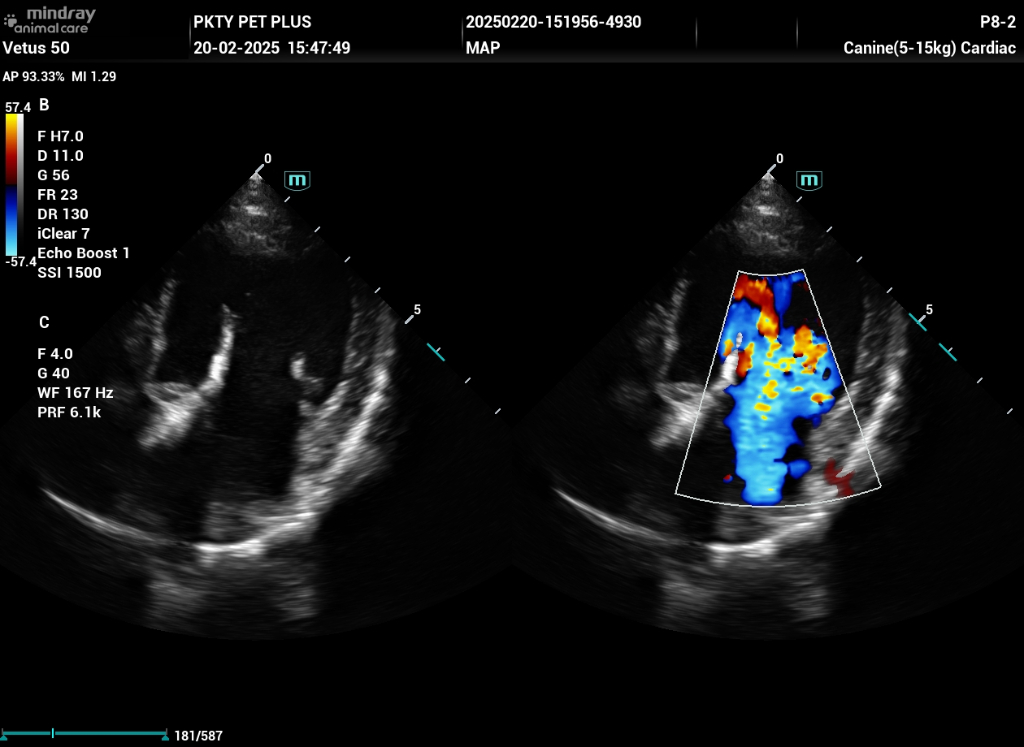 mindray
animalcare
PKTY PET PLUS
20250220-151956-4930
P8-2
Vetus 50
20-02-2025 15:47:49
MAP
Canine(5-15kg) Cardiac
AP 93.33% MI 1.29
57.4
B
F H7.0
D 11.0
G 56
FR 23
DR 130
iClear 7
Echo Boost 1
-57.4
SSI 1500
C
F 4.0
G 40
WF 167 Hz
PRF 6.1k
0
m
5
0
m
5
181/587